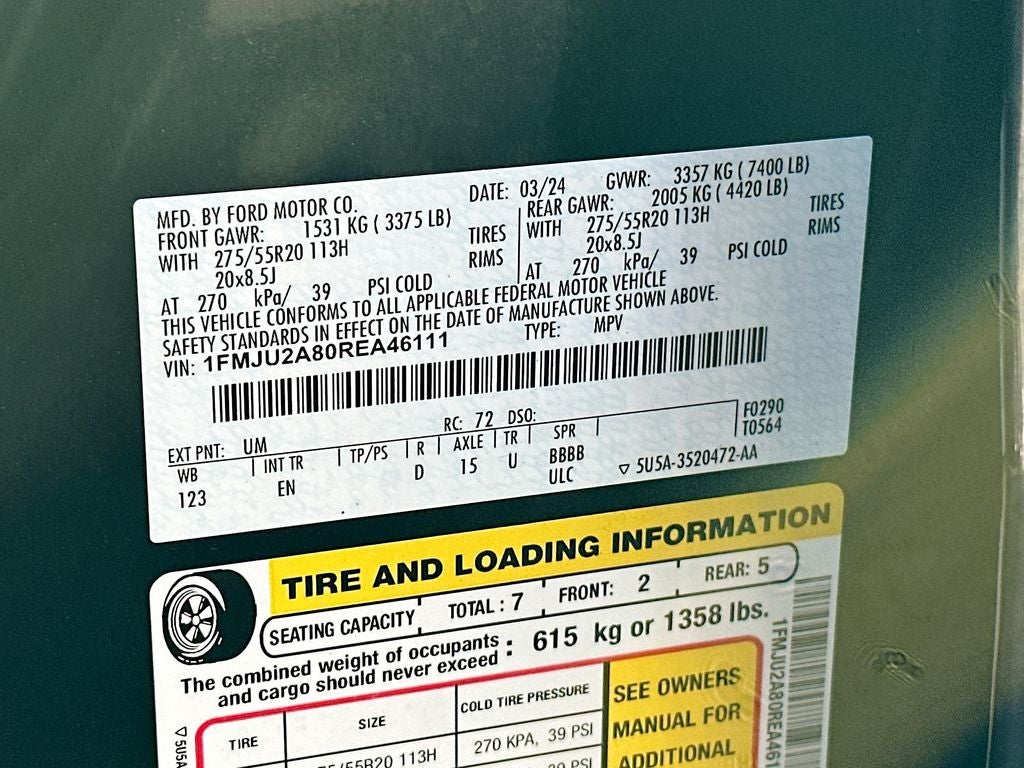 MFD. BY FORD MOTOR CO. DATE: 03/24 GVWR: 3357 KG ( 7400 LB)
FRONT GAWR: 1531 KG ( 3375 LB) REAR GAWR: 2005 KG ( 4420 LB)
WITH 275/55R20 113H TIRES WITH 275/55R20 113H TIRES
20x8.5J RIMS 20x8.5J RIMS
AT 270 kPa/ 39 PSI COLD AT 270 kPa/ 39 PSI COLD
THIS VEHICLE CONFORMS TO ALL APPLICABLE FEDERAL MOTOR VEHICLE
SAFETY STANDARDS IN EFFECT ON THE DATE OF MANUFACTURE SHOWN ABOVE.
VIN: 1FMJU2A80REA46111 TYPE: MPV
EXT PNT: UM RC: 72 DSO: F0290
WB INT TR TP/PS R AXLE TR SPR T0564
123 EN D 15 U BBBB
ULC ▽ 5U5A-3520472-AA
TIRE AND LOADING INFORMATION
SEATING CAPACITY TOTAL : 7 FRONT: 2 REAR: 5
The combined weight of occupants
and cargo should never exceed : 615 kg or 1358 lbs.
TIRE SIZE COLD TIRE PRESSURE
270 KPA, 39 PSI
SEE OWNERS
MANUAL FOR
ADDITIONAL